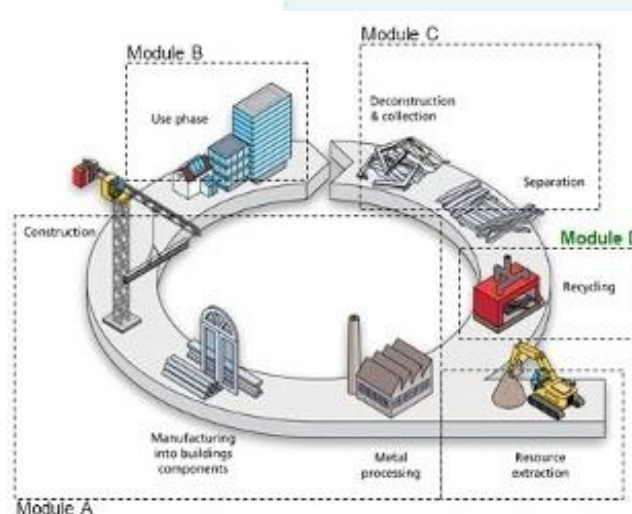 Module B
Module C
Use phase
Deconstruction
& collection
Separation
Construction
Module D
Recycling
Manufacturing
into buildings
components
Metal
processing
Resource
extraction
Module A